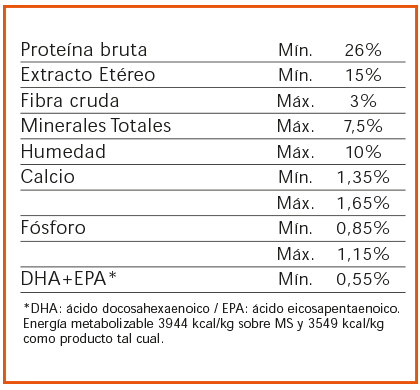 Proteína bruta Mín. 26%
Extracto Etéreo Mín. 15%
Fibra cruda Máx. 3%
Minerales Totales Máx. 7,5%
Humedad Máx. 10%
Calcio Mín. 1,35%
Máx. 1,65%
Fósforo Mín. 0,85%
Máx. 1,15%
DHA+EPA* Mín. 0,55%
*DHA: ácido docosahexaenoico / EPA: ácido eicosapentaenoico.
Energía metabolizable 3944 kcal/kg sobre MS y 3549 kcal/kg
como producto tal cual.